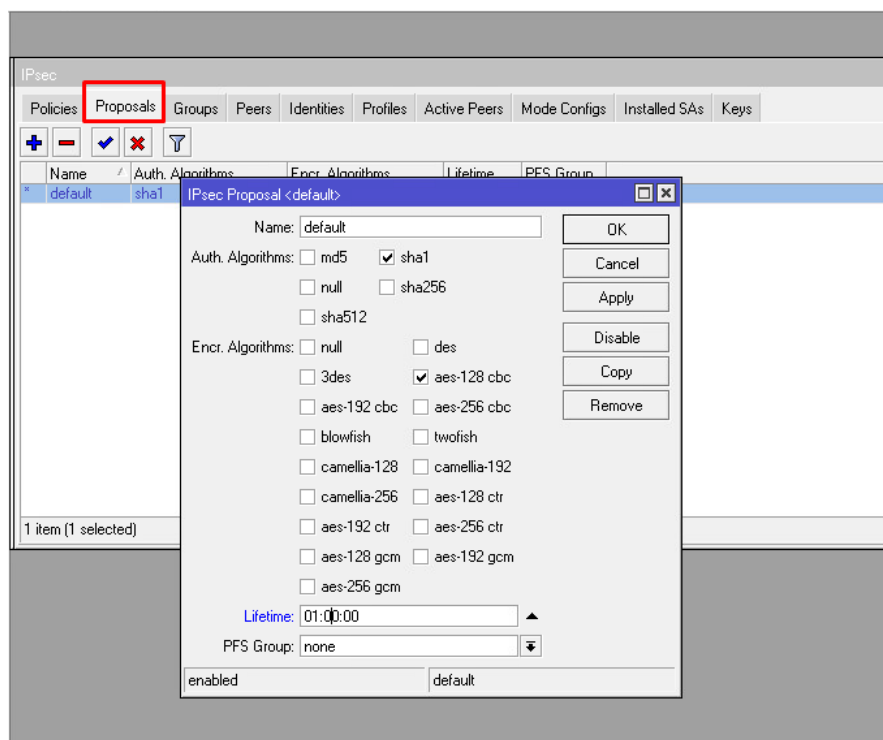 IPsec
Policies Proposals Groups Peers Identities Profiles Active Peers Mode Configs Installed SAs Keys
Name Auth. Algorithms Encr. Algorithms Lifetime PFS Group
* default sha1
IPsec Proposal <default>
Name: default
OK
Auth. Algorithms: md5 sha1
Cancel
null sha256
Apply
sha512
Disable
Encr. Algorithms: null des
3des aes-128 cbc
Copy
aes-192 cbc aes-256 cbc
Remove
blowfish twofish
camellia-128 camellia-192
camellia-256 aes-128 ctr
aes-192 ctr aes-256 ctr
aes-128 gcm aes-192 gcm
aes-256 gcm
Lifetime: 01:00:00
PFS Group: none
enabled default
1 item (1 selected)